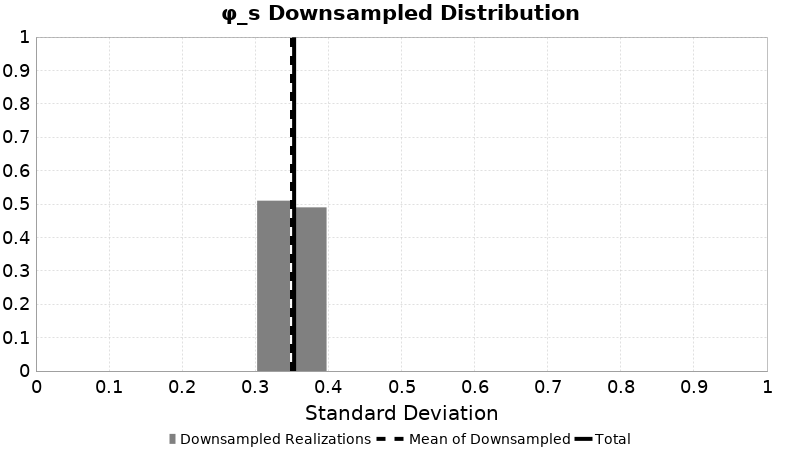 φ_s Downsampled Distribution
1
0.9
0.8
0.7
0.6
0.5
0.4
0.3
0.2
0.1
0
0 0.1 0.2 0.3 0.4 0.5 0.6 0.7 0.8 0.9 1
Standard Deviation
Downsampled Realizations Mean of Downsampled Total